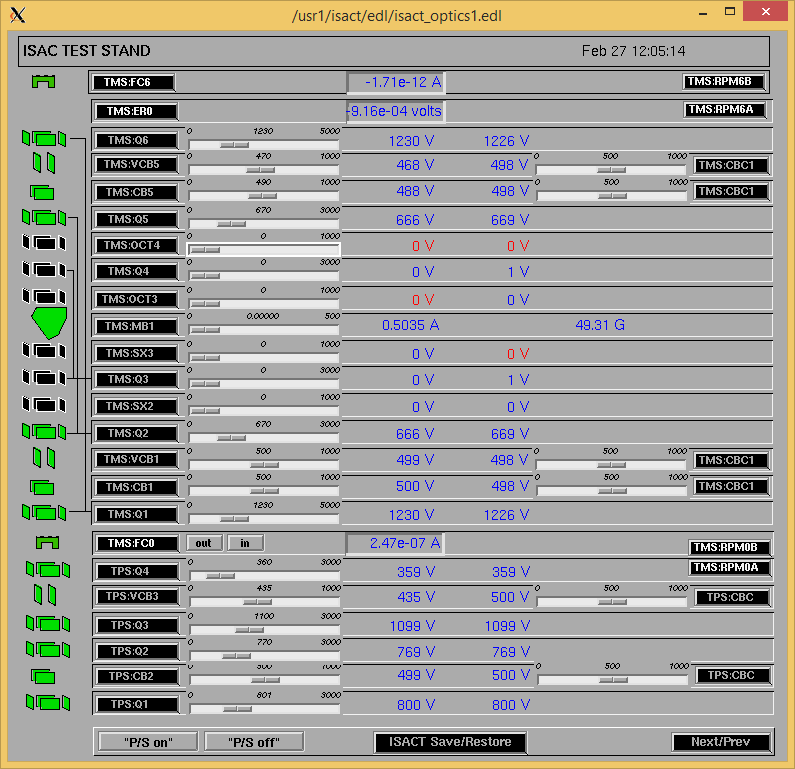 /usr1/isact/edl/isact_optics1.edl
ISAC TEST STAND Feb 27 12:05:14
TMS:FC6 -1.71e-12 A TMS:RPM6B
TMS:ER0 -9.16e-04 volts TMS:RPM6A
TMS:Q6 0 1230 5000 1230 V 1226 V
TMS:VCB5 0 470 1000 468 V 498 V 0 500 1000 TMS:CBC1
TMS:CB5 0 490 1000 488 V 498 V 0 500 1000 TMS:CBC1
TMS:Q5 0 670 3000 666 V 669 V
TMS:OCT4 0 0 1000 0 V 0 V
TMS:Q4 0 0 3000 0 V 1 V
TMS:OCT3 0 0 1000 0 V 0 V
TMS:MB1 0 0.00000 500 0.5035 A 49.31 G
TMS:SX3 0 0 1000 0 V 0 V
TMS:Q3 0 0 3000 0 V 1 V
TMS:SX2 0 0 1000 0 V 0 V
TMS:Q2 0 670 3000 666 V 669 V
TMS:VCB1 0 500 1000 499 V 498 V 0 500 1000 TMS:CBC1
TMS:CB1 0 500 1000 500 V 498 V 0 500 1000 TMS:CBC1
TMS:Q1 0 1230 5000 1230 V 1226 V
TMS:FC0 out in 2.47e-07 A TMS:RPM0B
TPS:Q4 0 360 3000 359 V 359 V TMS:RPM0A
TPS:VCB3 0 435 1000 435 V 500 V 0 500 1000 TPS:CBC
TPS:Q3 0 1100 3000 1099 V 1099 V
TPS:Q2 0 770 3000 769 V 769 V
TPS:CB2 0 500 1000 499 V 500 V 0 500 1000 TPS:CBC
TPS:Q1 0 801 3000 800 V 800 V
"P/S on" "P/S off" ISACT Save/Restore Next/Prev